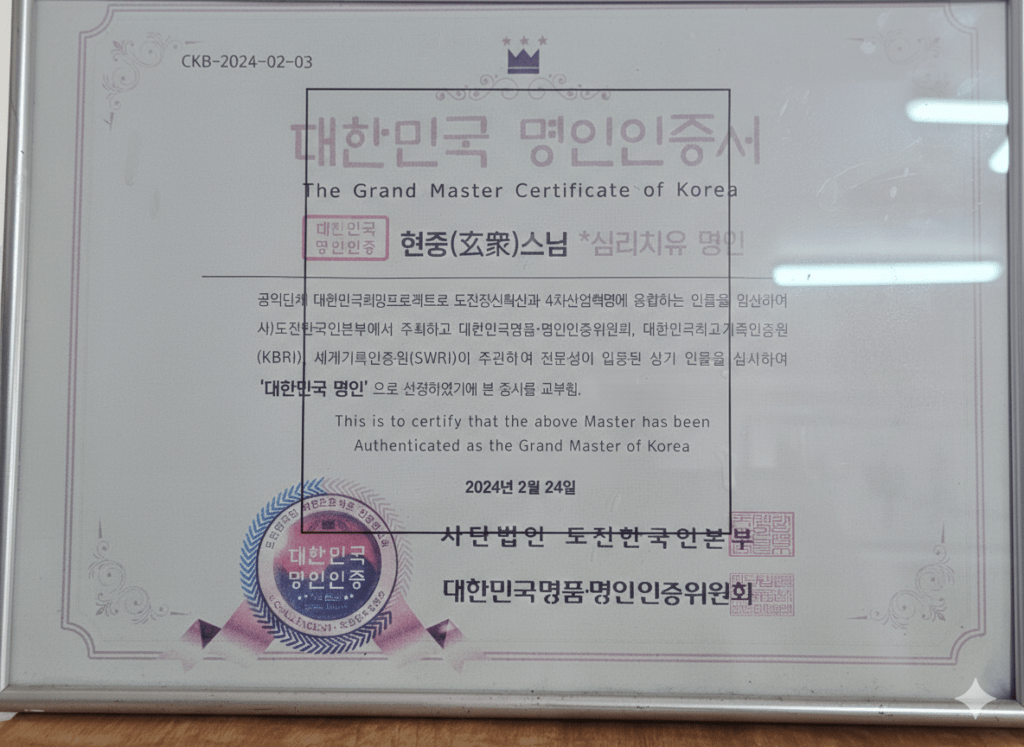 CKB-2024-02-03
대한민국 명인인증서
The Grand Master Certificate of Korea
대한민국
명인인증
현중(玄衆)스님 *심리치유 명인
공익단체 대한민국희망프로젝트로 도전정신확산과 4차산업혁명에 융합하는 인물을
사)도전한국인본부에서 주최하고 대한민국명품·명인인증위원회, 대한민국최고기록인증원
(KBRI), 세계기록인증원(SWRI)이 주관하여 전문성이 입증된 상기 인물을 심사하여
'대한민국 명인' 으로 선정하였기에 본 증서를 교부함.
This is to certify that the above Master has been
Authenticated as the Grand Master of Korea
2024년 2월 24일
대한민국
명인인증
사단법인 도전한국인본부
대한민국명품·명인인증위원회